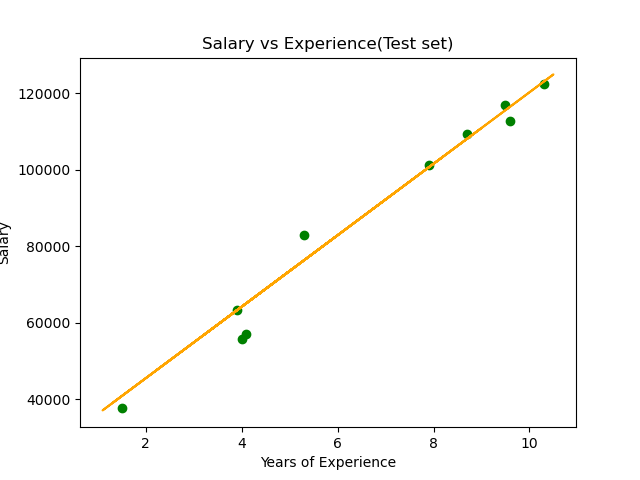 Salary vs Experience(Test set)
120000
100000
80000
60000
40000
Salary
2 4 6 8 10
Years of Experience